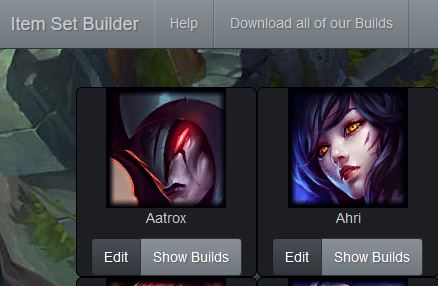 Item Set Builder Help Download all of our Builds
Aatrox Ahri
Edit Show Builds Edit Show Builds